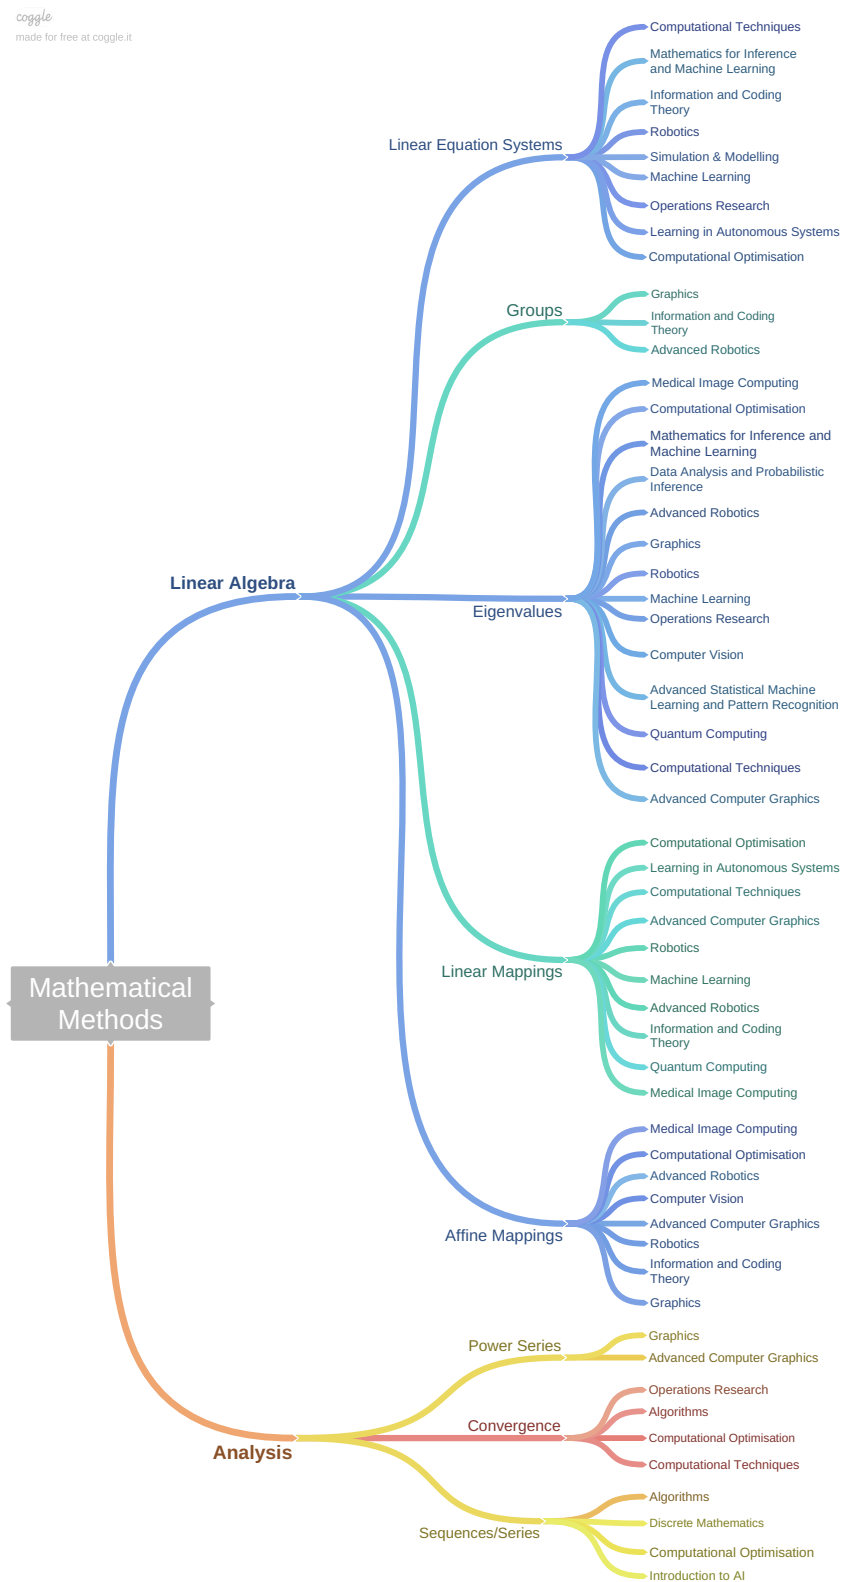 coggle
made for free at coggle.it
Computational Techniques
Mathematics for Inference
and Machine Learning
Information and Coding
Theory
Robotics
Linear Equation Systems
Simulation & Modelling
Machine Learning
Operations Research
Learning in Autonomous Systems
Computational Optimisation
Graphics
Groups
Information and Coding
Theory
Advanced Robotics
Medical Image Computing
Computational Optimisation
Mathematics for Inference and
Machine Learning
Data Analysis and Probabilistic
Inference
Advanced Robotics
Graphics
Robotics
Linear Algebra
Machine Learning
Eigenvalues
Operations Research
Computer Vision
Advanced Statistical Machine
Learning and Pattern Recognition
Quantum Computing
Computational Techniques
Advanced Computer Graphics
Computational Optimisation
Learning in Autonomous Systems
Computational Techniques
Advanced Computer Graphics
Robotics
Linear Mappings
Machine Learning
Mathematical
Methods
Advanced Robotics
Information and Coding
Theory
Quantum Computing
Medical Image Computing
Medical Image Computing
Computational Optimisation
Advanced Robotics
Computer Vision
Advanced Computer Graphics
Affine Mappings
Robotics
Information and Coding
Theory
Graphics
Power Series
Graphics
Advanced Computer Graphics
Operations Research
Algorithms
Convergence
Computational Optimisation
Analysis
Computational Techniques
Algorithms
Discrete Mathematics
Sequences/Series
Computational Optimisation
Introduction to AI